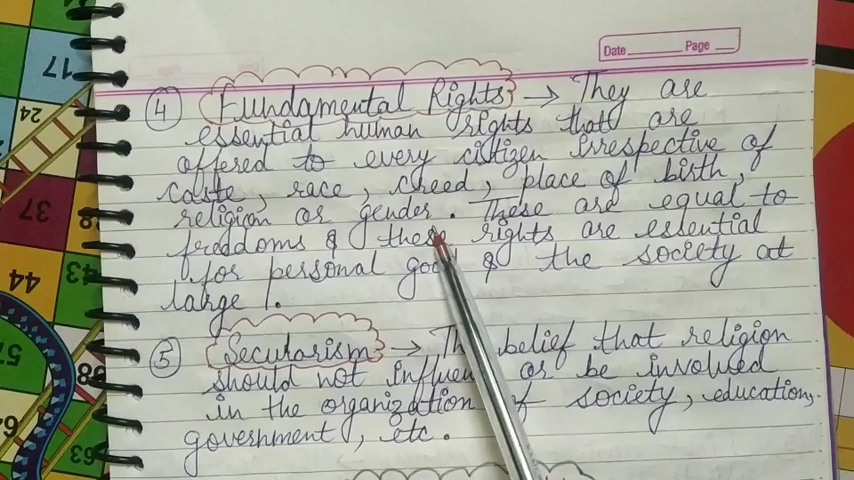 Date Page
④ Fundamental Rights → They are
essential human rights that are
offered to every citizen irrespective of
caste, race, creed, place of birth,
religion or gender. These are equal to
freedoms & these rights are essential
for personal good & the society at
large.
⑤ Secularism → The belief that religion
should not influence or be involved
in the organization of society, education,
government, etc.
17
24
37
44
43
57
64
63
28